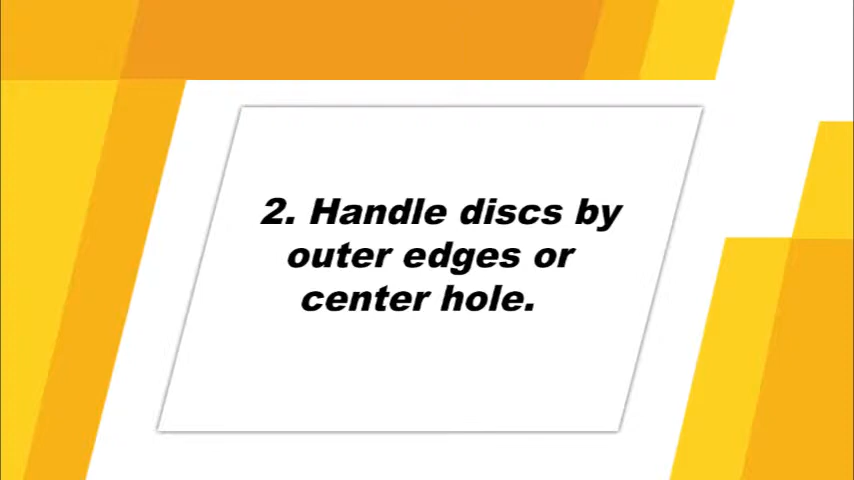 2. Handle discs by
outer edges or
center hole.